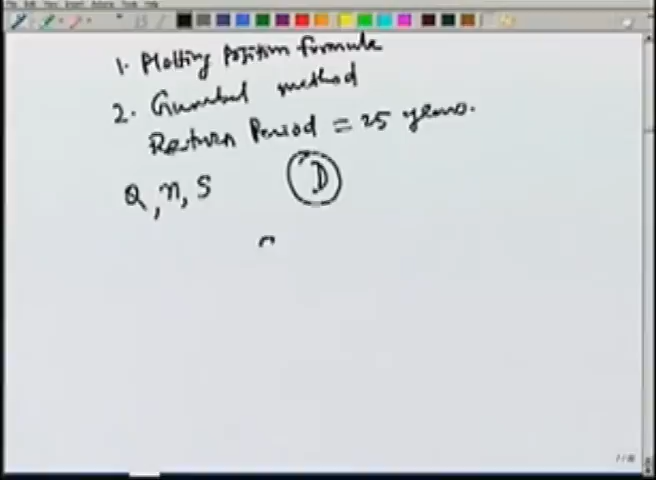 1. Plotting position formula
2. Gumbel method
Return Period = 25 years.
Q, n, S D